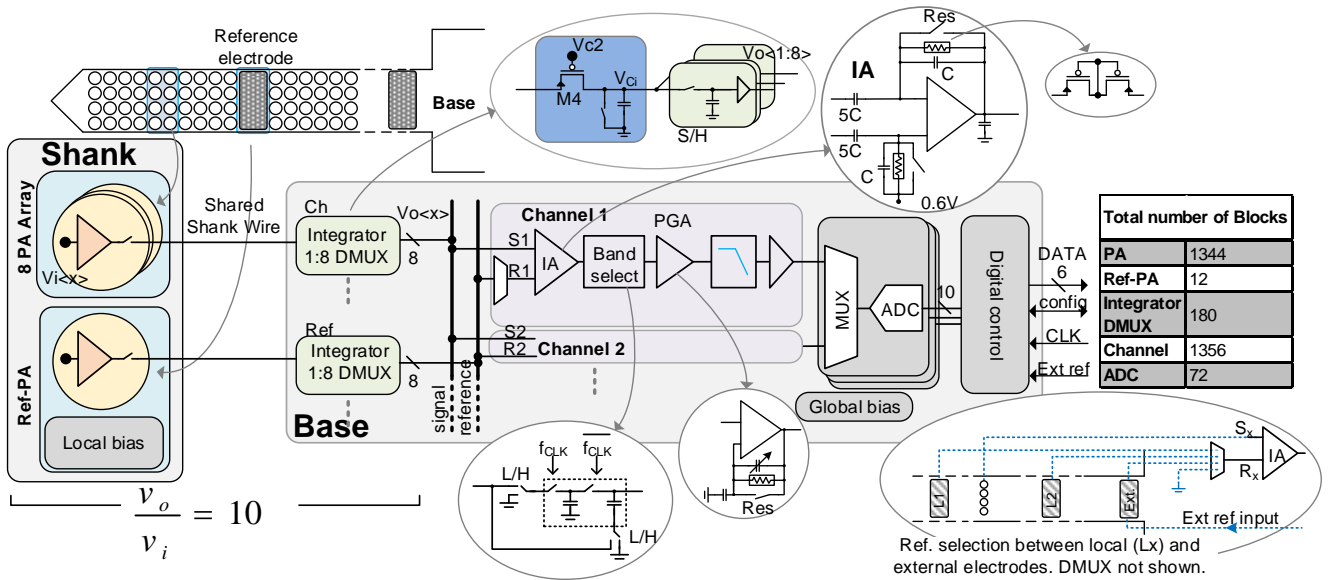 Reference
electrode
Base
Vc2
M4
VCi
S/H
Vo<1:8>
IA
Res
C
5C
5C
C
0.6V
Shank
8 PA Array
Vi<x>
Shared
Shank Wire
Ch
Integrator
1:8 DMUX
8
Vo<x>
Ref-PA
Local bias
Ref
Integrator
1:8 DMUX
8
Base
signal
reference
Channel 1
S1
R1
IA
Band
select
PGA
S2
R2
Channel 2
MUX
ADC
10
Global bias
Digital control
DATA
6
config
CLK
Ext ref
Total number of Blocks
PA 1344
Ref-PA 12
Integrator DMUX 180
Channel 1356
ADC 72
vo/vi = 10
L/H
fCLK
fCLK
L/H
Res
L1
L2
Ext
Sx
Rx
IA
Ext ref input
Ref. selection between local (Lx) and
external electrodes. DMUX not shown.